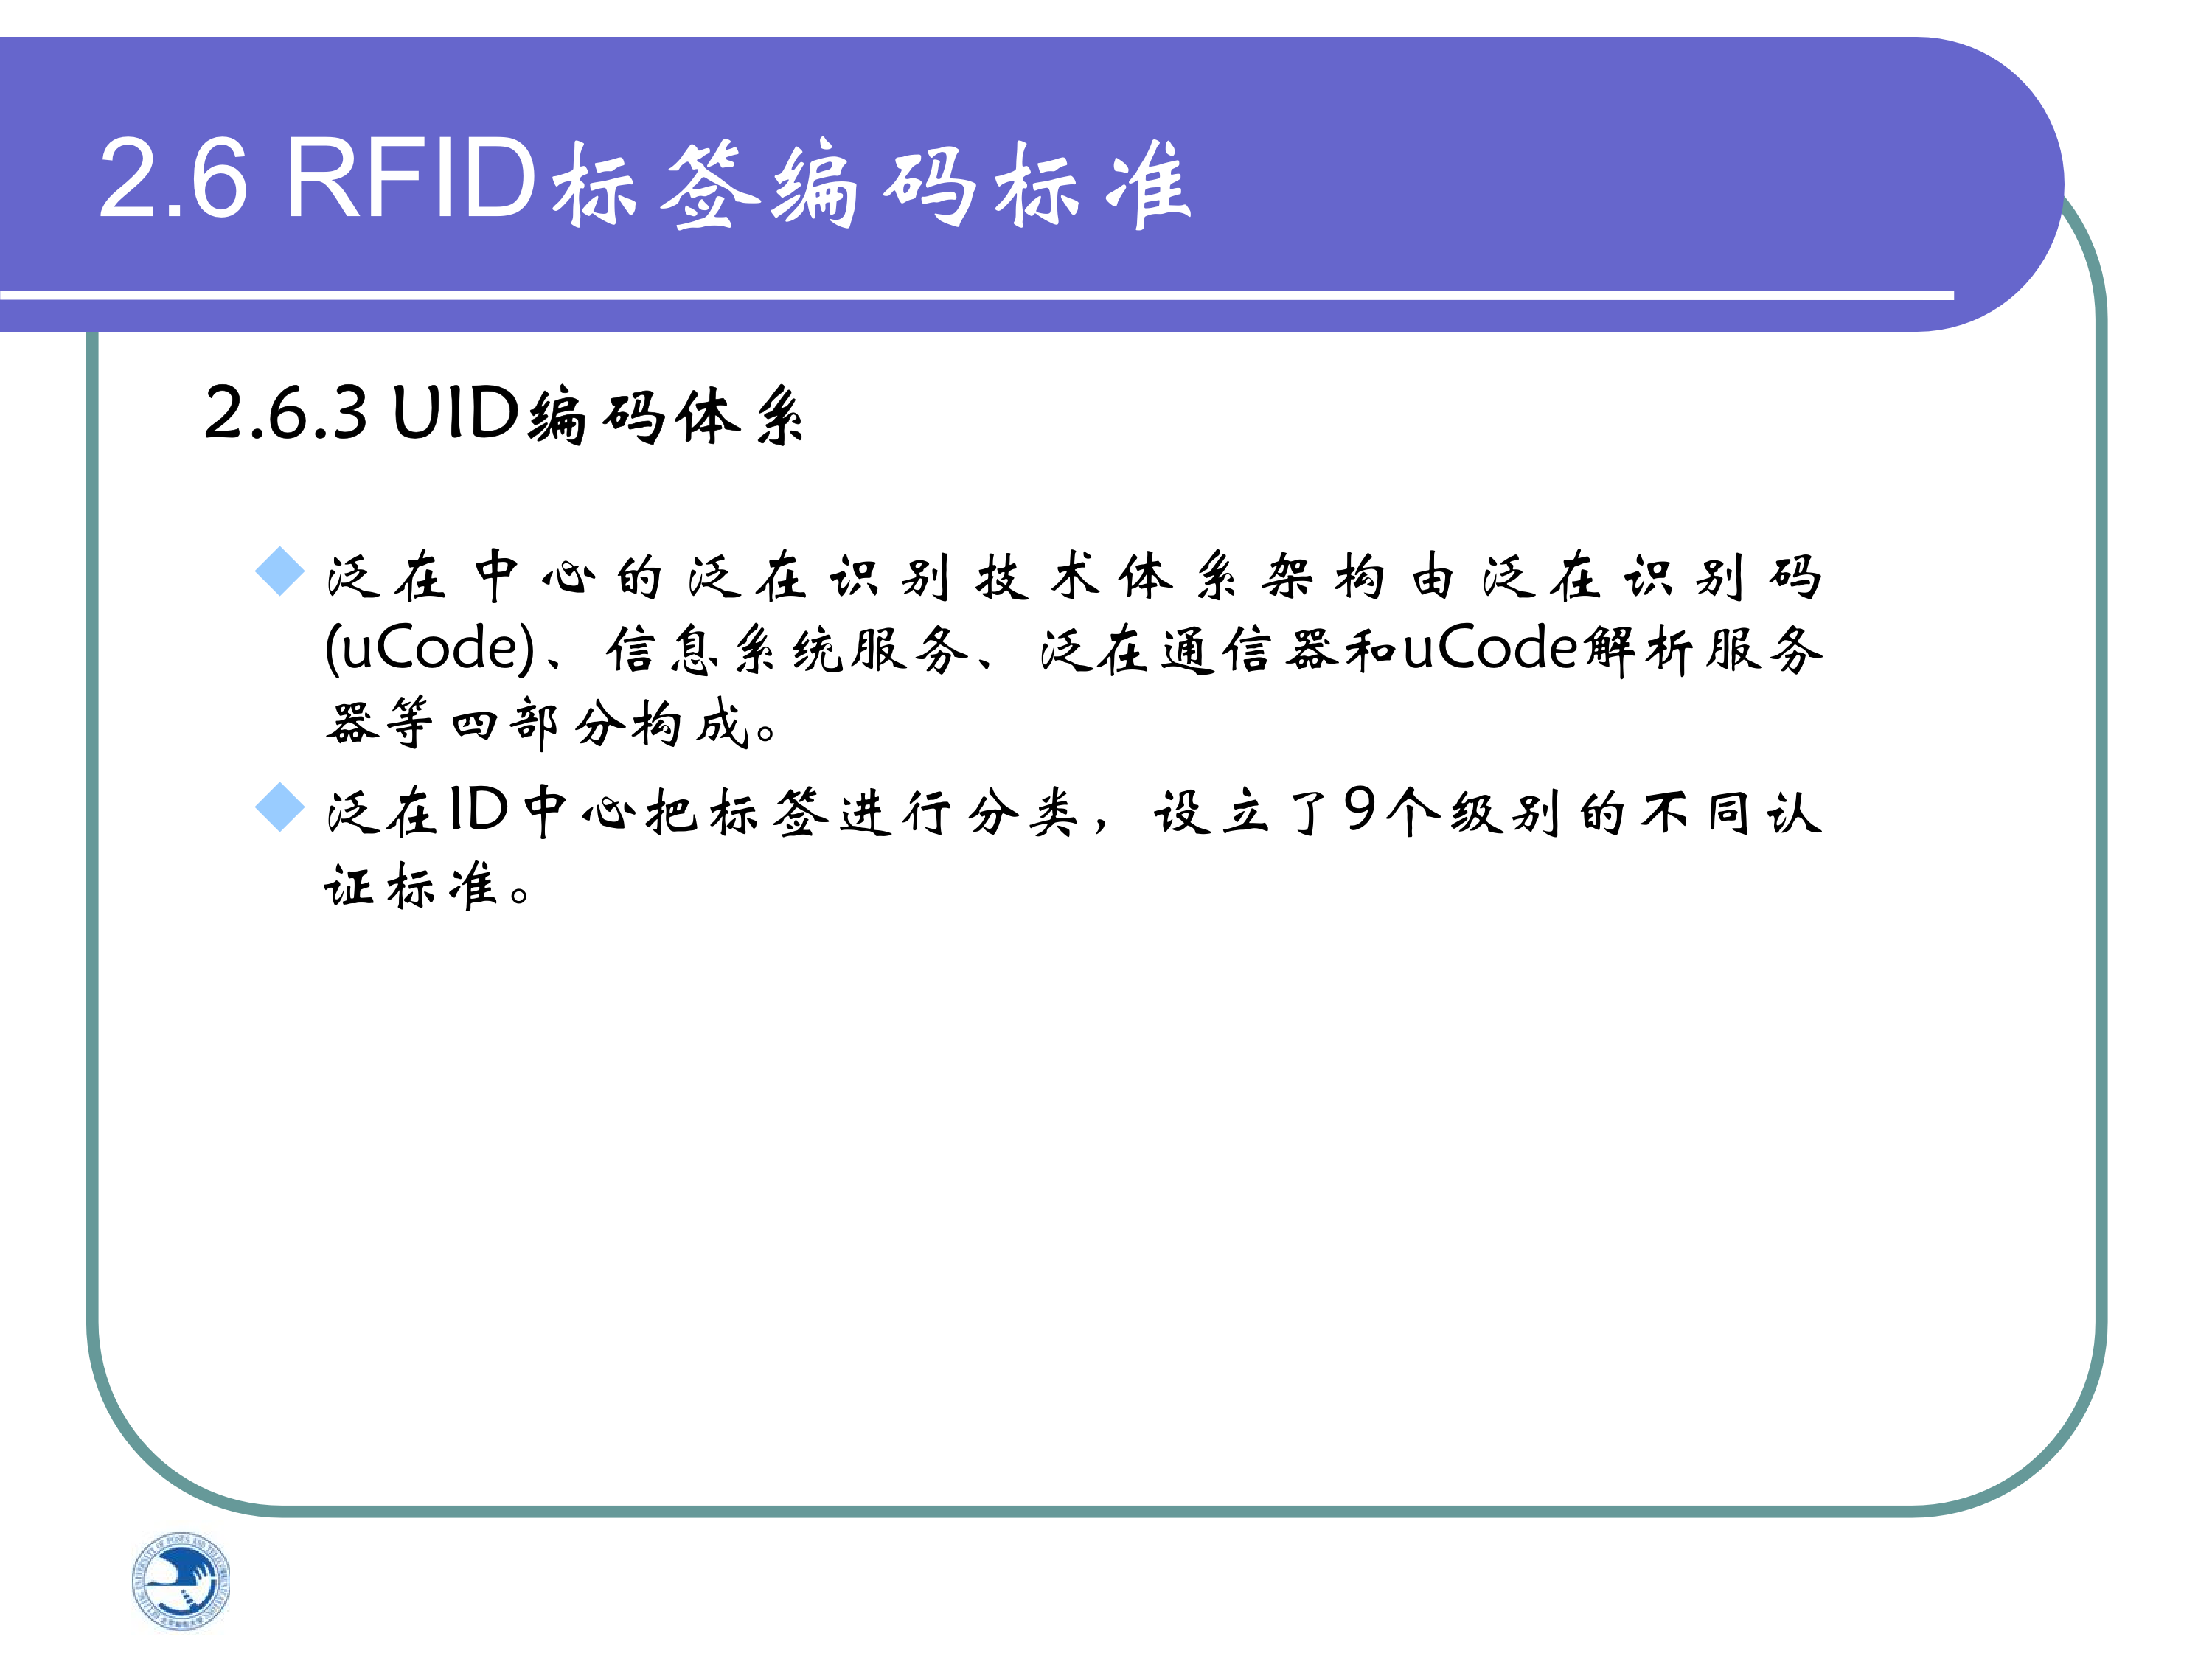 2.6 RFID标签编码标准
2.6.3 UID编码体系
泛在中心的泛在识别技术体系架构由泛在识别码
(uCode)、信息系统服务、泛在通信器和uCode解析服务
器等四部分构成。
泛在ID中心把标签进行分类，设立了9个级别的不同认
证标准。